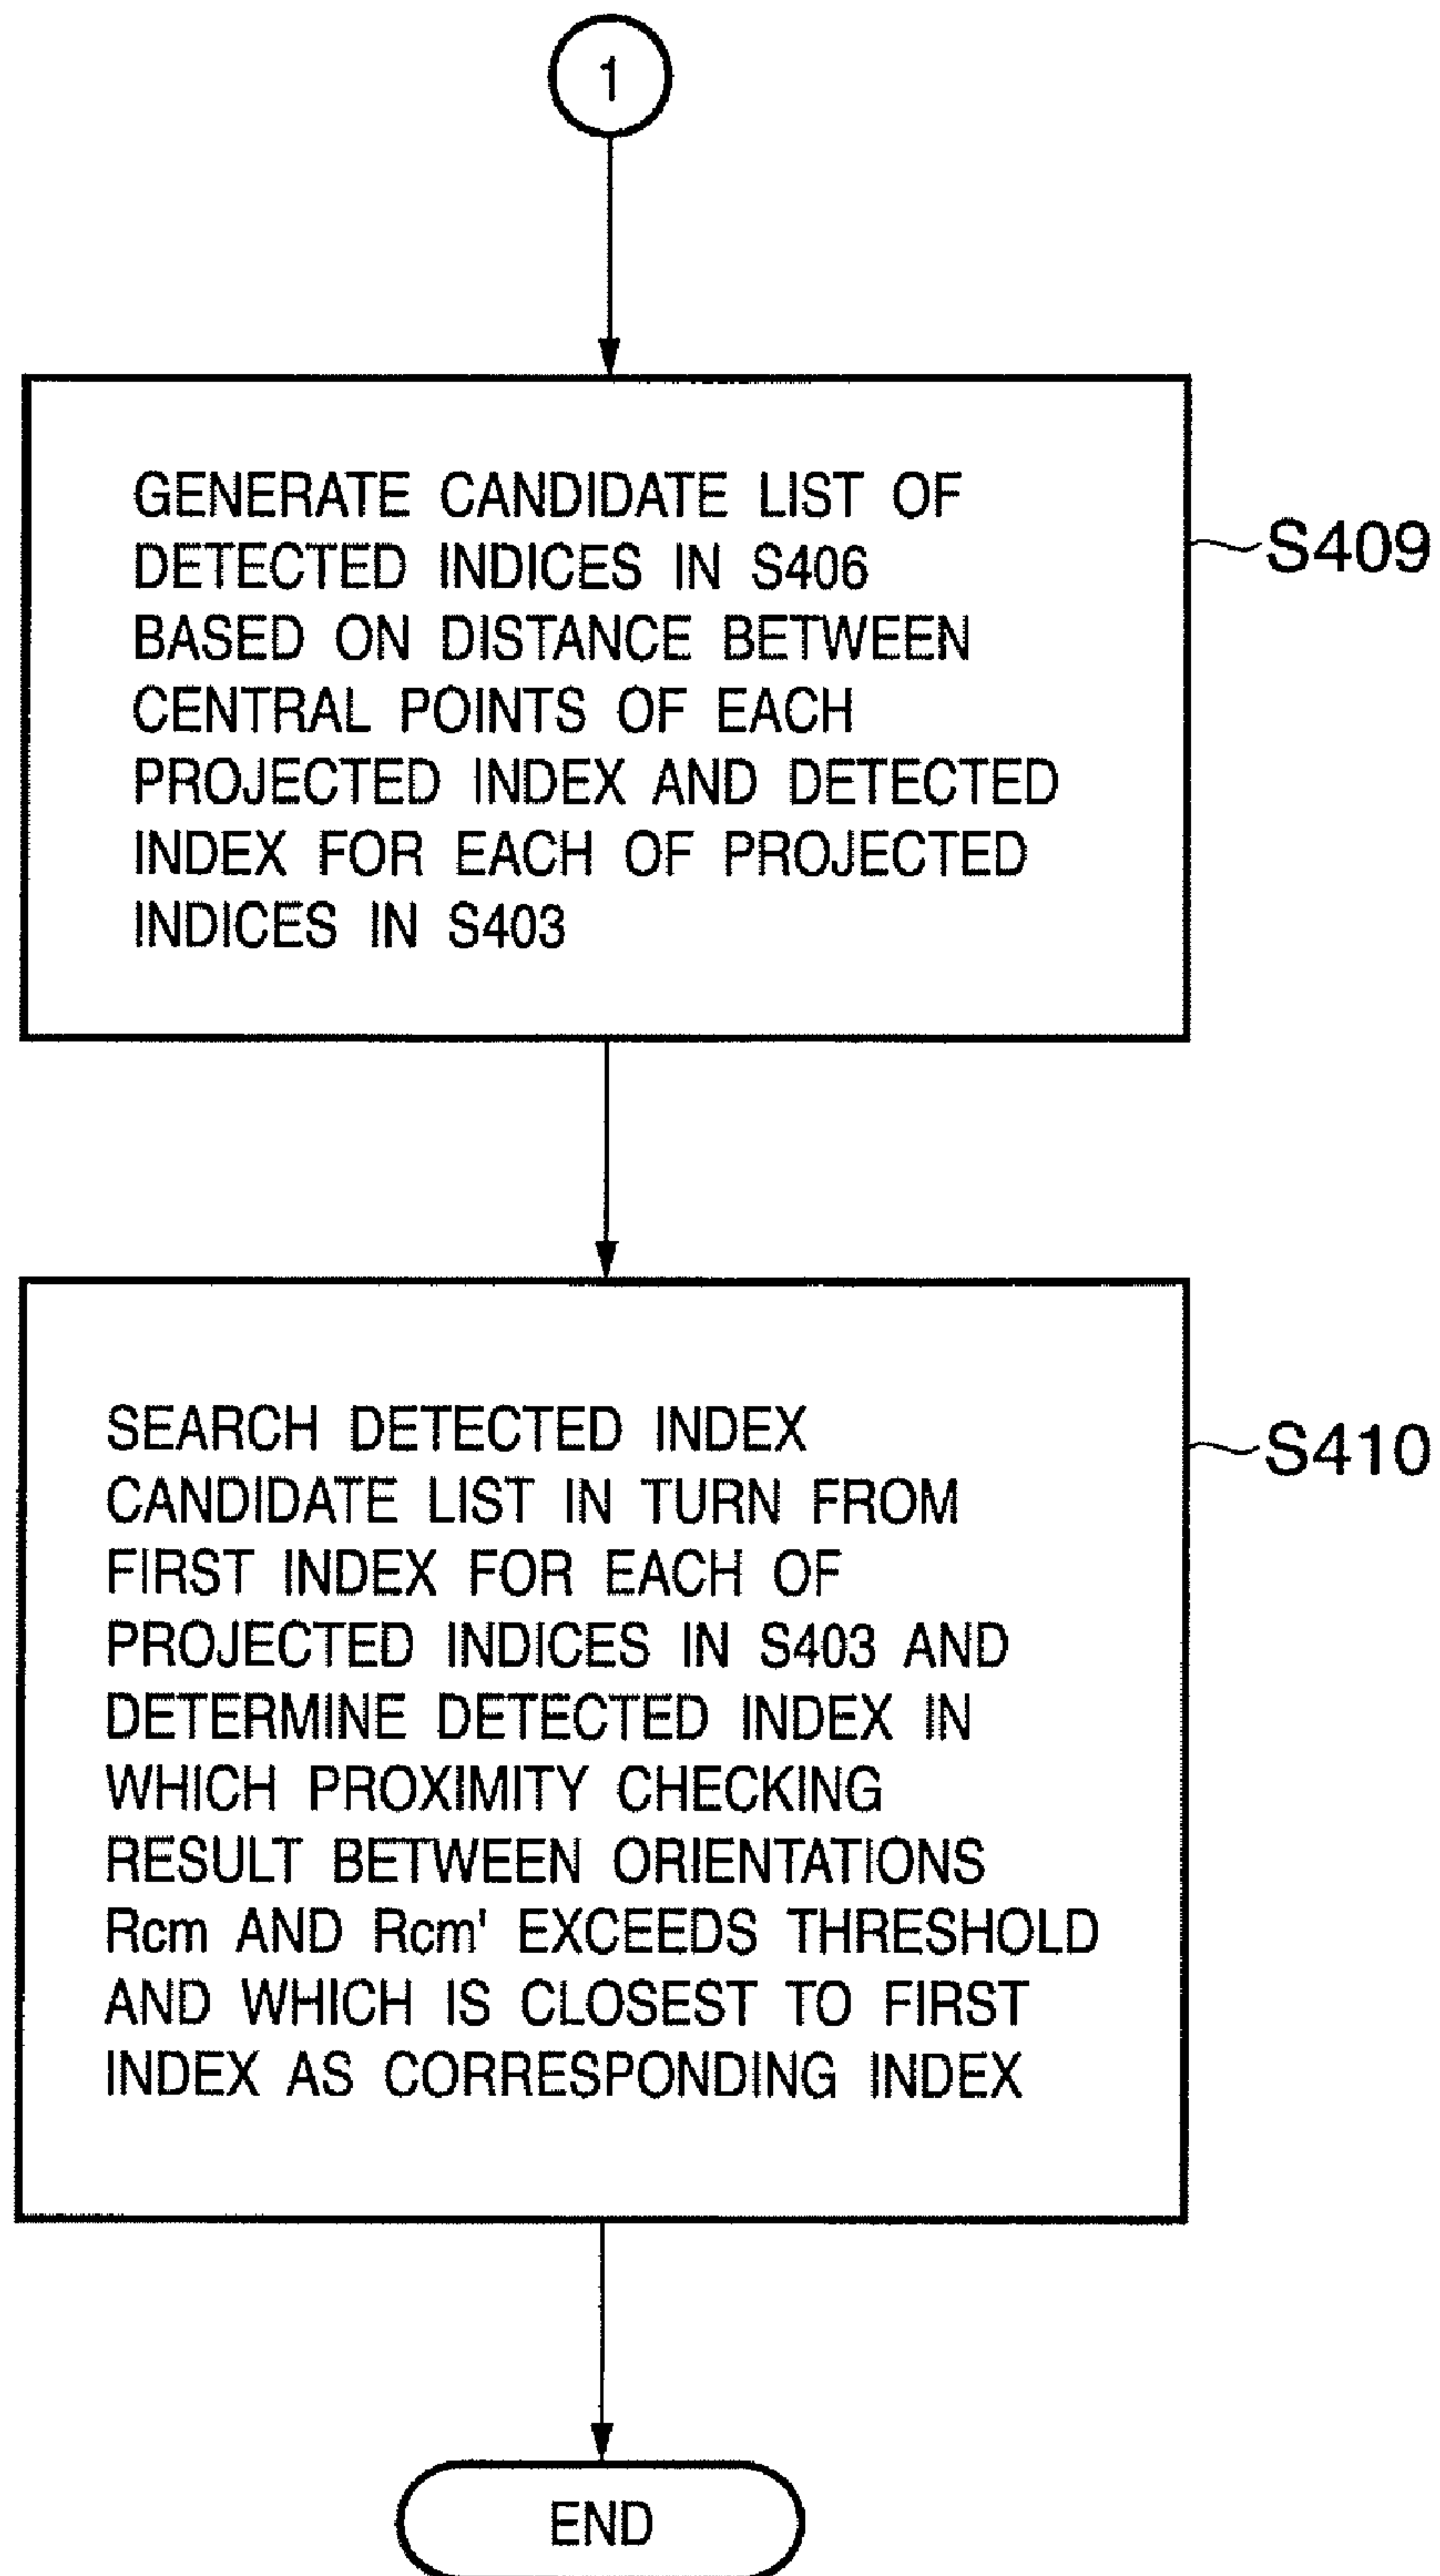 1
GENERATE CANDIDATE LIST OF
DETECTED INDICES IN S406
BASED ON DISTANCE BETWEEN
CENTRAL POINTS OF EACH
PROJECTED INDEX AND DETECTED
INDEX FOR EACH OF PROJECTED
INDICES IN S403
S409
SEARCH DETECTED INDEX
CANDIDATE LIST IN TURN FROM
FIRST INDEX FOR EACH OF
PROJECTED INDICES IN S403 AND
DETERMINE DETECTED INDEX IN
WHICH PROXIMITY CHECKING
RESULT BETWEEN ORIENTATIONS
Rcm AND Rcm' EXCEEDS THRESHOLD
AND WHICH IS CLOSEST TO FIRST
INDEX AS CORRESPONDING INDEX
S410
END